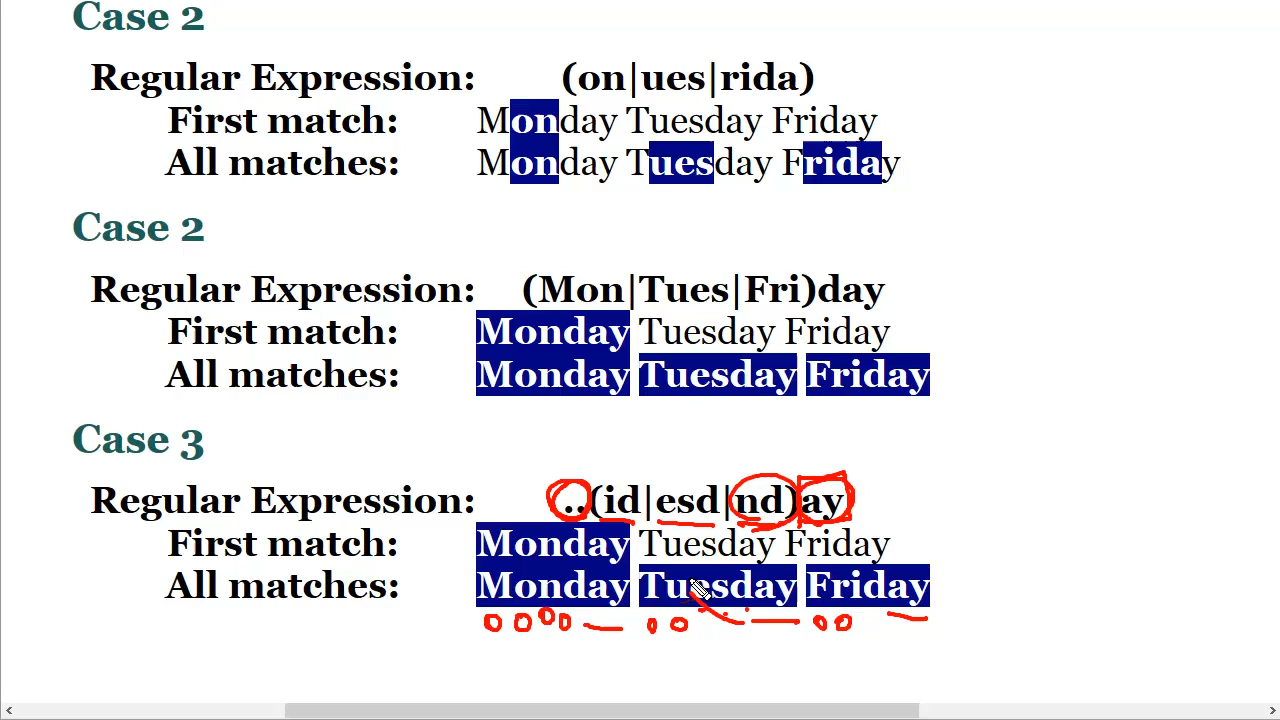 Case 2
Regular Expression: (on|ues|rida)
First match: Monday Tuesday Friday
All matches: Monday Tuesday Friday
Case 2
Regular Expression: (Mon|Tues|Fri)day
First match: Monday Tuesday Friday
All matches: Monday Tuesday Friday
Case 3
Regular Expression: ..(id|esd|nd)ay
First match: Monday Tuesday Friday
All matches: Monday Tuesday Friday